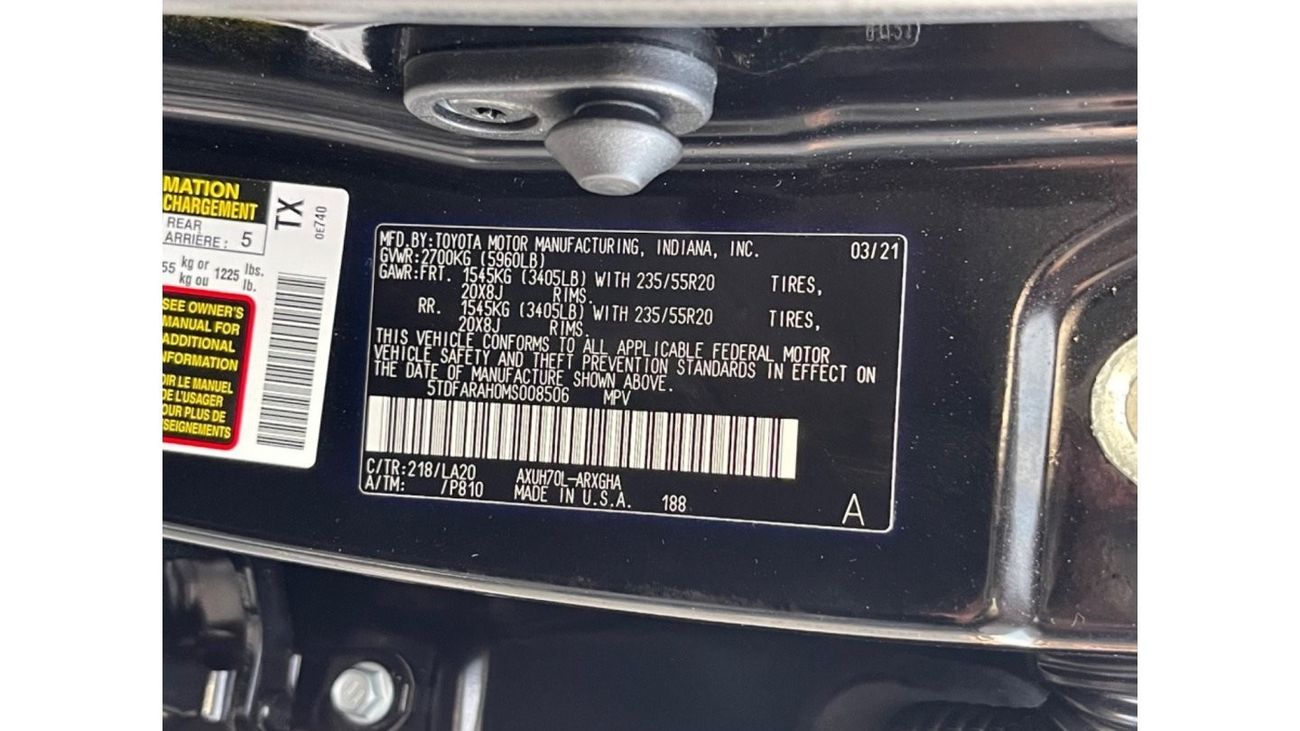 MATION
CHARGEMENT
REAR
ARRIÈRE : 5
55 kg or 1225 lbs.
kg ou lb.
SEE OWNER'S
MANUAL FOR
ADDITIONAL
INFORMATION
OIR LE MANUEL
DE L'USAGER
OUR PLUS DE
SEIGNEMENTS
TX
0E740
MFD.BY:TOYOTA MOTOR MANUFACTURING, INDIANA, INC. 03/21
GVWR:2700KG (5960LB)
GAWR:FRT. 1545KG (3405LB) WITH 235/55R20 TIRES,
20X8J RIMS.
RR. 1545KG (3405LB) WITH 235/55R20 TIRES,
20X8J RIMS.
THIS VEHICLE CONFORMS TO ALL APPLICABLE FEDERAL MOTOR
VEHICLE SAFETY AND THEFT PREVENTION STANDARDS IN EFFECT ON
THE DATE OF MANUFACTURE SHOWN ABOVE.
5TDFARAH0MS008506 MPV
C/TR:218/LA20 AXUH70L-ARXGHA
A/TM: /P810 MADE IN U.S.A. 188
A